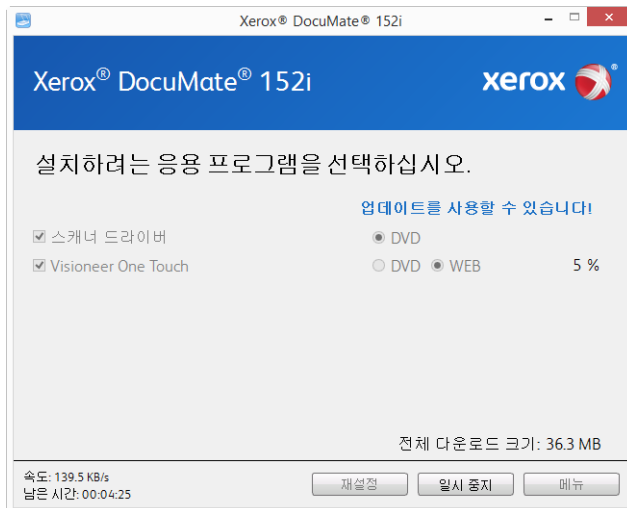 Xerox® DocuMate® 152i
Xerox® DocuMate® 152i
xerox
설치하려는 응용 프로그램을 선택하십시오.
업데이트를 사용할 수 있습니다!
스캐너 드라이버 DVD
Visioneer One Touch DVD WEB 5 %
전체 다운로드 크기: 36.3 MB
속도: 139.5 KB/s
남은 시간: 00:04:25
재설정 일시 중지 메뉴